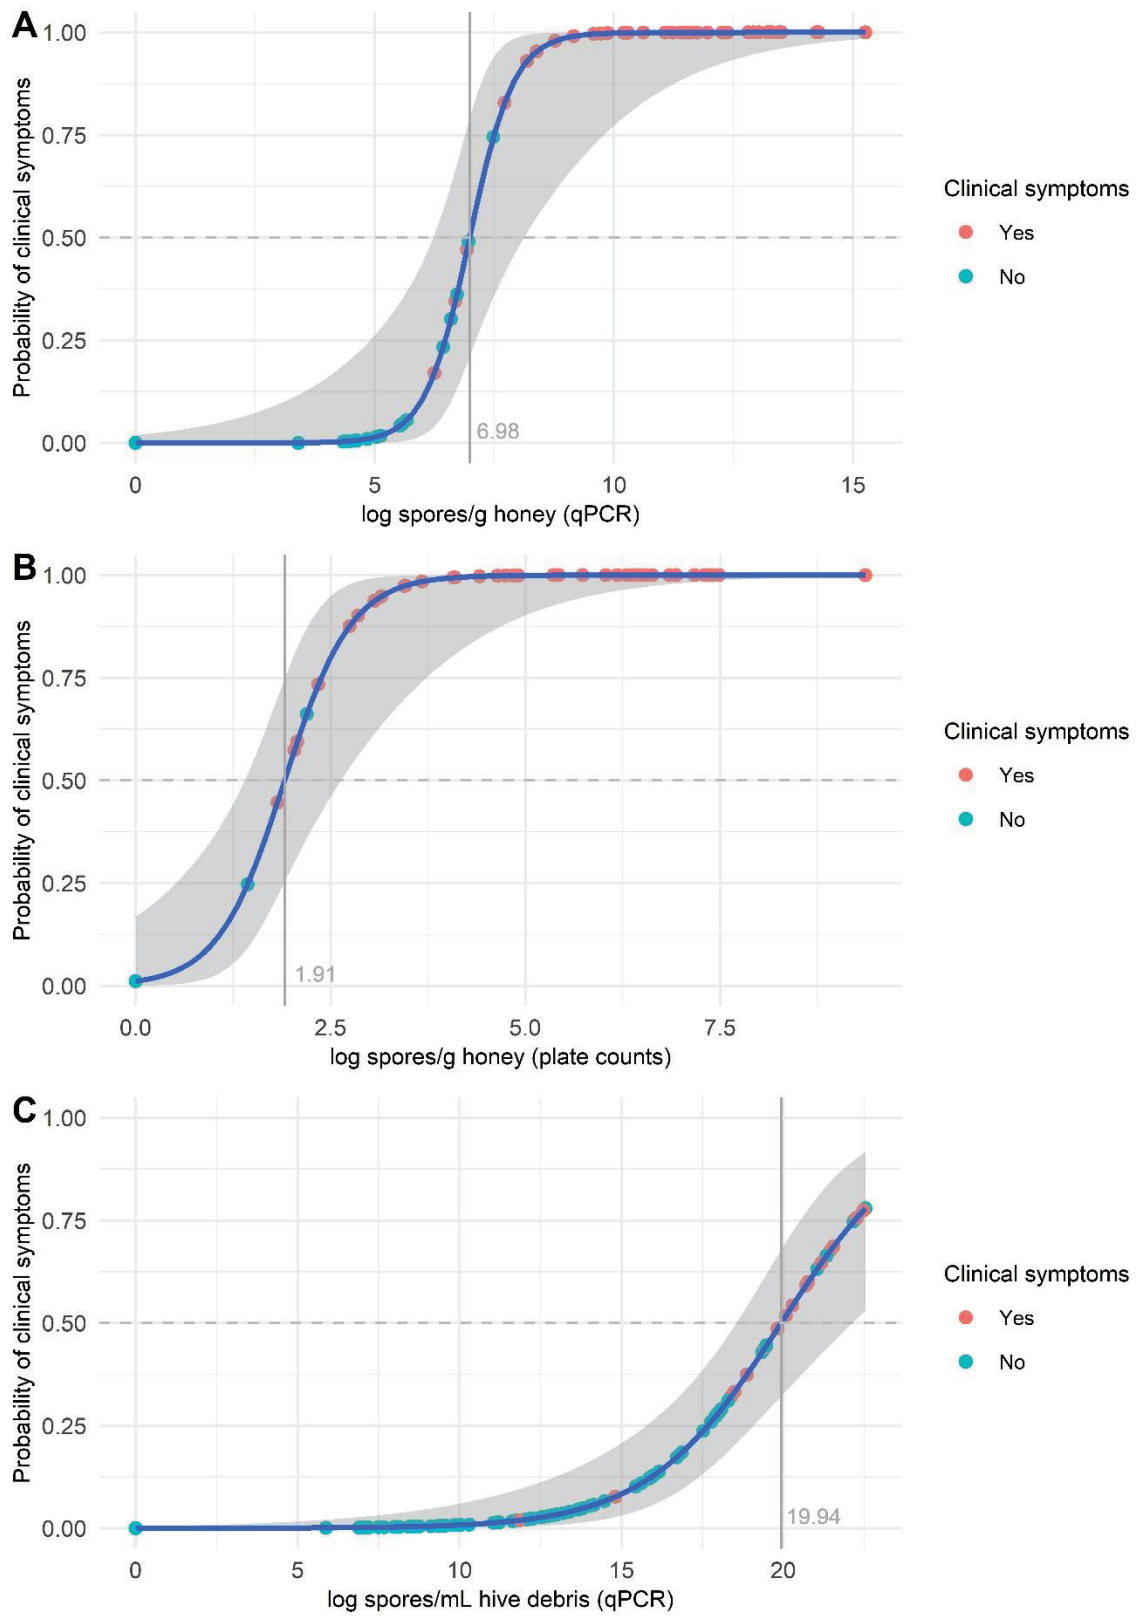 A
1.00
0.75
0.50
0.25
0.00
Probability of clinical symptoms
6.98
0 5 10 15
log spores/g honey (qPCR)
Clinical symptoms
Yes
No
B
1.00
0.75
0.50
0.25
0.00
Probability of clinical symptoms
1.91
0.0 2.5 5.0 7.5
log spores/g honey (plate counts)
Clinical symptoms
Yes
No
C
1.00
0.75
0.50
0.25
0.00
Probability of clinical symptoms
19.94
0 5 10 15 20
log spores/mL hive debris (qPCR)
Clinical symptoms
Yes
No